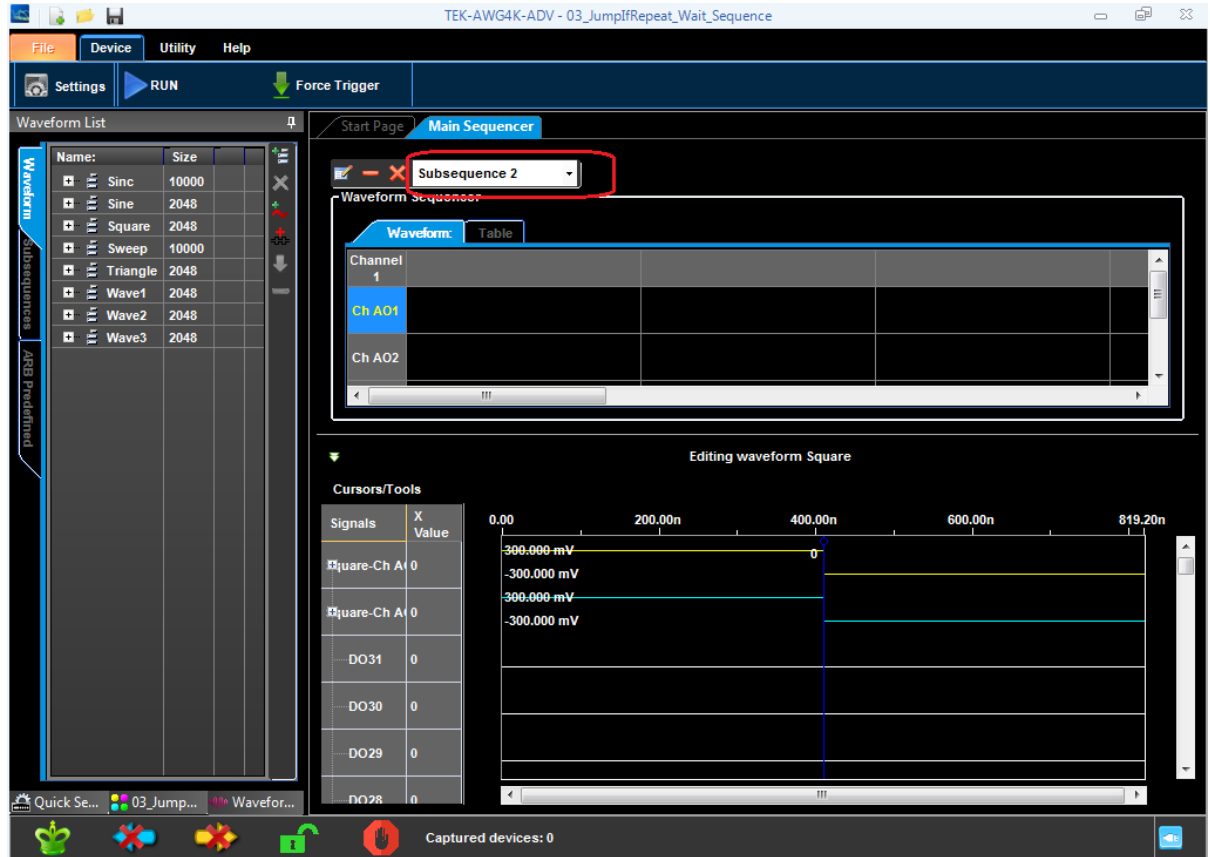 TEK-AWG4K-ADV - 03_JumpIfRepeat_Wait_Sequence
File Device Utility Help
Settings RUN Force Trigger
Waveform List
Start Page Main Sequencer
Waveform
Subsequences
ARB Predefined
Name: Size
Sinc 10000
Sine 2048
Square 2048
Sweep 10000
Triangle 2048
Wave1 2048
Wave2 2048
Wave3 2048
Subsequence 2
Waveform Sequencer
Waveform: Table
Channel
1
Ch AO1
Ch AO2
Editing waveform Square
Cursors/Tools
Signals X
Value
0.00 200.00n 400.00n 600.00n 819.20n
quare-Ch A 0
300.000 mV 0
-300.000 mV
quare-Ch A 0
300.000 mV
-300.000 mV
DO31 0
DO30 0
DO29 0
DO28 0
Quick Se... 03_Jump... Wavefor...
Captured devices: 0